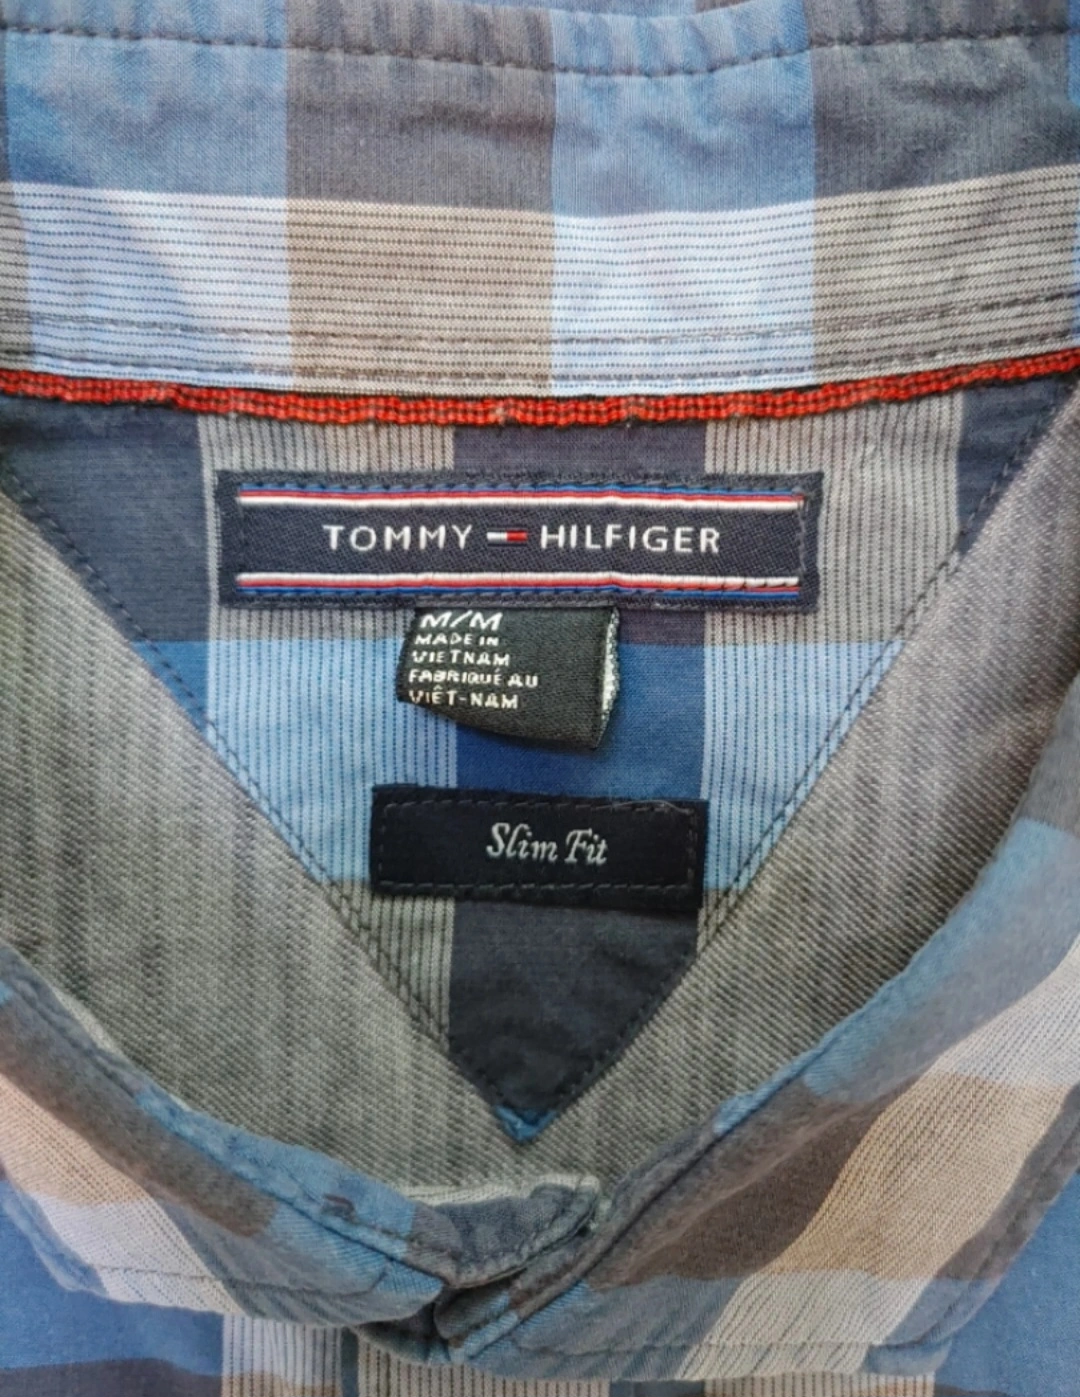 TOMMY HILFIGER
M/M
MADE IN
VIETNAM
FABRIQUÉ AU
VIÊT-NAM
Slim Fit